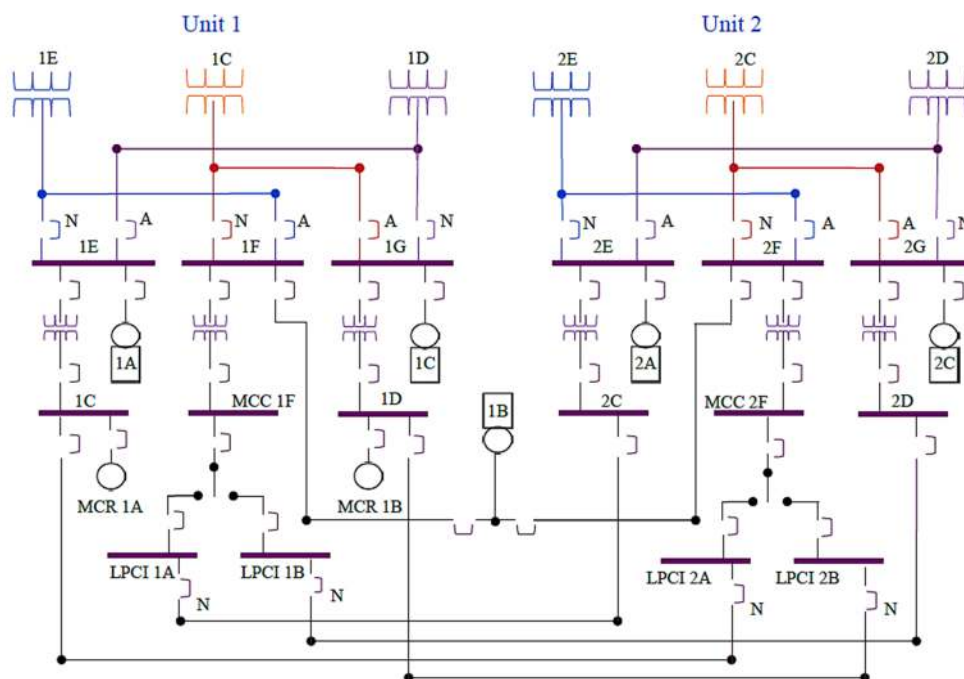 Unit 1 Unit 2
1E 1C 1D 2E 2C 2D
N A N A A N N A N A A N
1E 1F 1G 2E 2F 2G
1A 1C 2A 2C
1C MCC 1F 1D 1B 2C MCC 2F 2D
MCR 1A MCR 1B
LPCI 1A LPCI 1B LPCI 2A LPCI 2B
N N N N